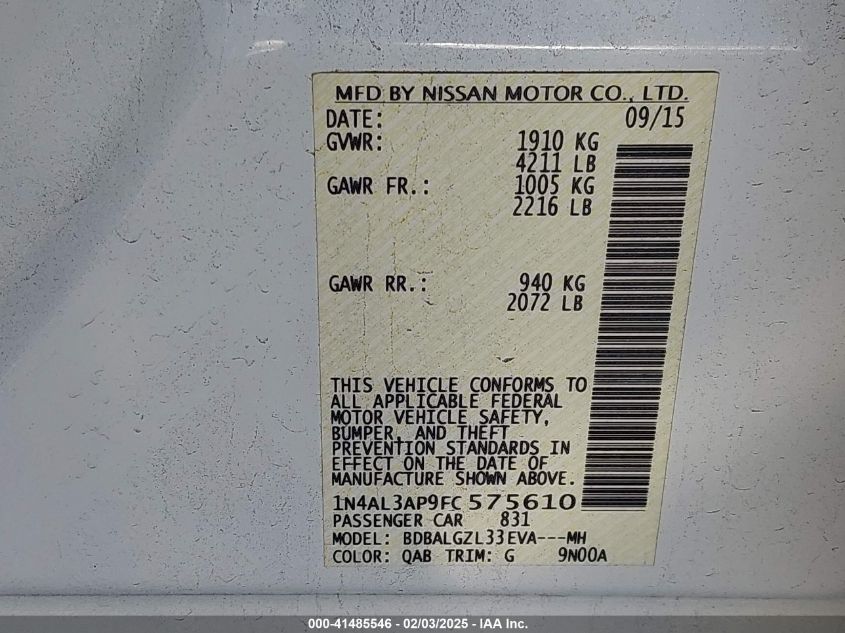 MFD BY NISSAN MOTOR CO., LTD.
DATE: 09/15
GVWR: 1910 KG
4211 LB
GAWR FR.: 1005 KG
2216 LB
GAWR RR.: 940 KG
2072 LB
THIS VEHICLE CONFORMS TO
ALL APPLICABLE FEDERAL
MOTOR VEHICLE SAFETY,
BUMPER, AND THEFT
PREVENTION STANDARDS IN
EFFECT ON THE DATE OF
MANUFACTURE SHOWN ABOVE.
1N4AL3AP9FC575610
PASSENGER CAR 831
MODEL: BDBALGZL33EVA---MH
COLOR: QAB TRIM: G 9N00A
000-41485546 - 02/03/2025 - IAA Inc.